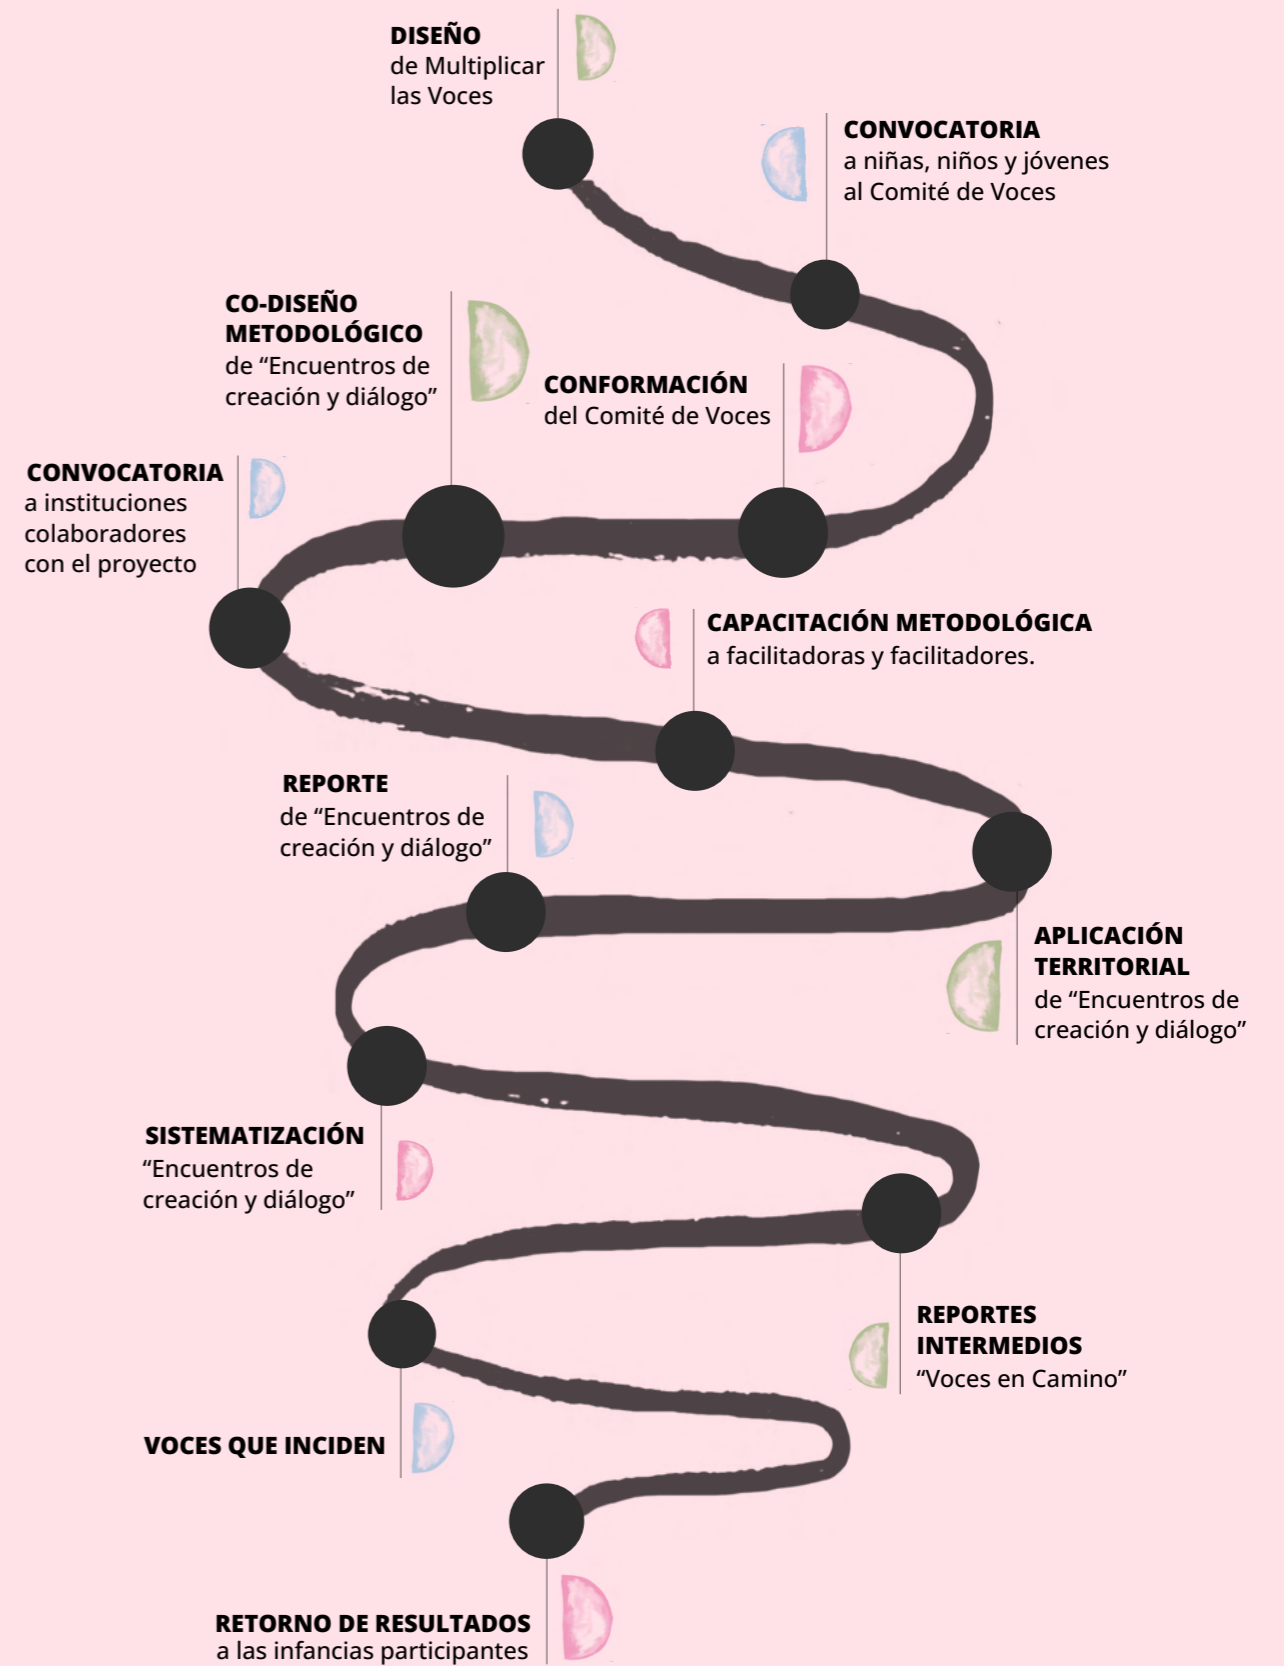 DISEÑO
de Multiplicar
las Voces
CONVOCATORIA
a niñas, niños y jóvenes
al Comité de Voces
CONFORMACIÓN
del Comité de Voces
CO-DISEÑO
METODOLÓGICO
de “Encuentros de
creación y diálogo”
CONVOCATORIA
a instituciones
colaboradores
con el proyecto
CAPACITACIÓN METODOLÓGICA
a facilitadoras y facilitadores.
APLICACIÓN
TERRITORIAL
de “Encuentros de
creación y diálogo”
REPORTE
de “Encuentros de
creación y diálogo”
SISTEMATIZACIÓN
“Encuentros de
creación y diálogo”
REPORTES
INTERMEDIOS
“Voces en Camino”
VOCES QUE INCIDEN
RETORNO DE RESULTADOS
a las infancias participantes